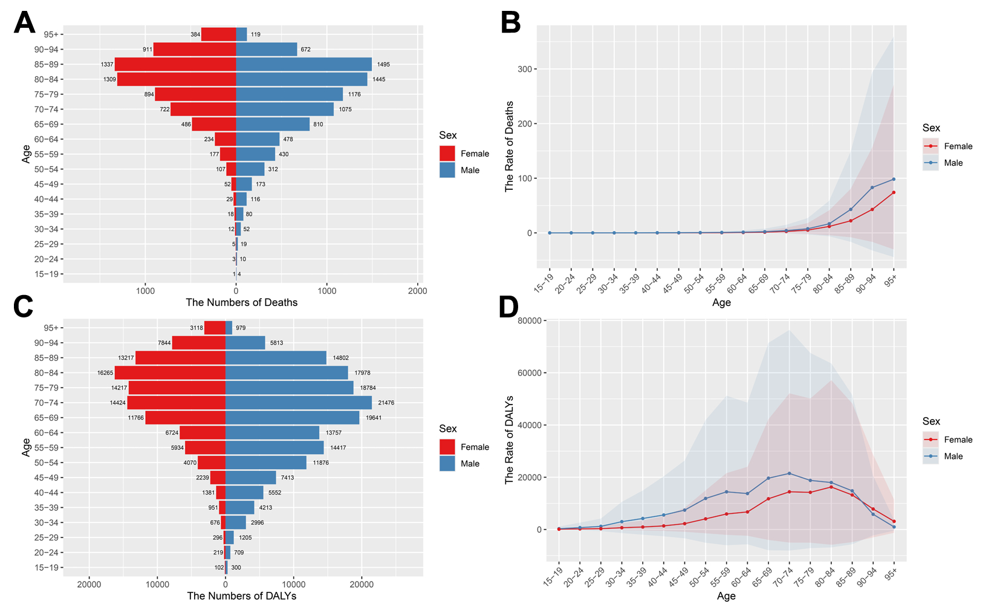 A
95+ 384 119
90−94 911 672
85−89 1337 1495
80−84 1309 1445
75−79 894 1176
70−74 722 1075
65−69 486 810
60−64 234 478
55−59 177 430
50−54 107 312
45−49 52 173
40−44 29 116
35−39 18 80
30−34 12 52
25−29 5 19
20−24 3 10
15−19 1 4
Age
1000 0 1000 2000
The Numbers of Deaths
Sex
Female
Male
B
300
200
100
0
The Rate of Deaths
15−19 20−24 25−29 30−34 35−39 40−44 45−49 50−54 55−59 60−64 65−69 70−74 75−79 80−84 85−89 90−94 95+
Age
Sex
Female
Male
C
95+ 3118 979
90−94 7844 5813
85−89 13217 14802
80−84 16265 17978
75−79 14217 18784
70−74 14424 21476
65−69 11766 19641
60−64 6724 13757
55−59 5934 14417
50−54 4070 11876
45−49 2239 7413
40−44 1381 5552
35−39 951 4213
30−34 676 2996
25−29 296 1205
20−24 219 709
15−19 102 300
Age
20000 10000 0 10000 20000
The Numbers of DALYs
Sex
Female
Male
D
80000
60000
40000
20000
0
The Rate of DALYs
15−19 20−24 25−29 30−34 35−39 40−44 45−49 50−54 55−59 60−64 65−69 70−74 75−79 80−84 85−89 90−94 95+
Age
Sex
Female
Male